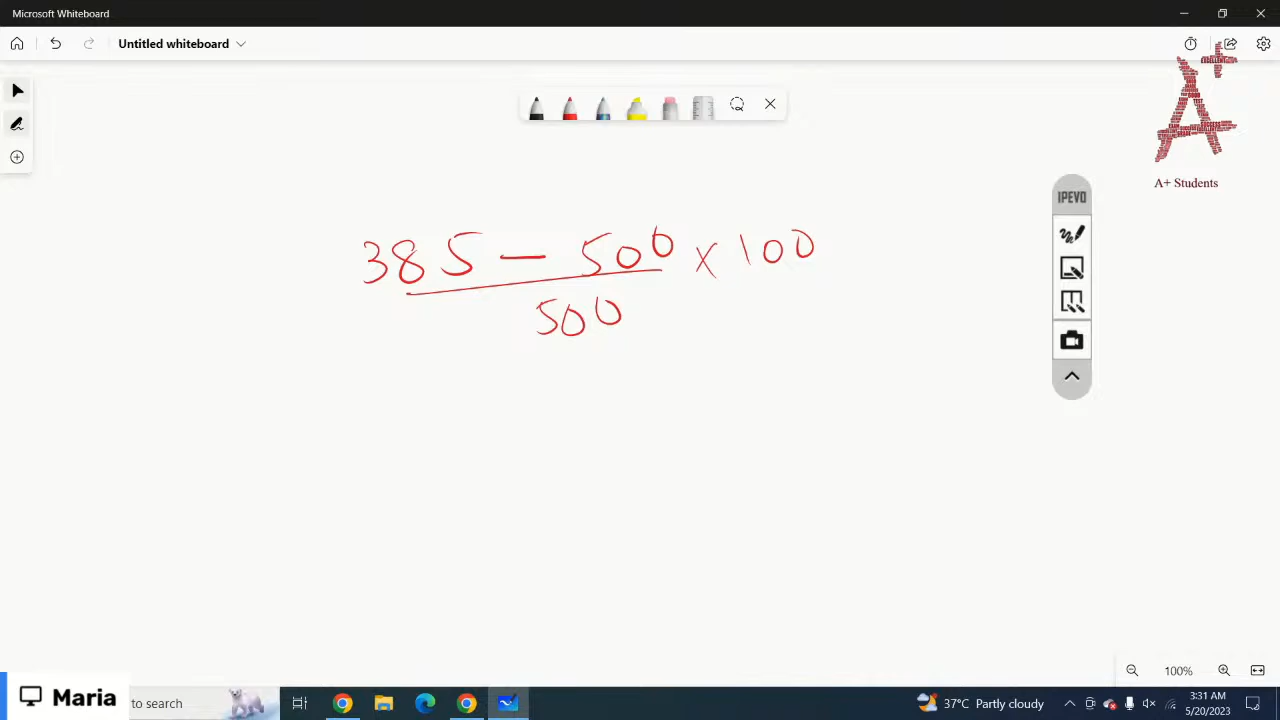 Microsoft Whiteboard
Untitled whiteboard
A+
A+ Students
IPEVO
385 — 500 x 100
500
100%
Maria
to search
37°C Partly cloudy
3:31 AM
5/20/2023